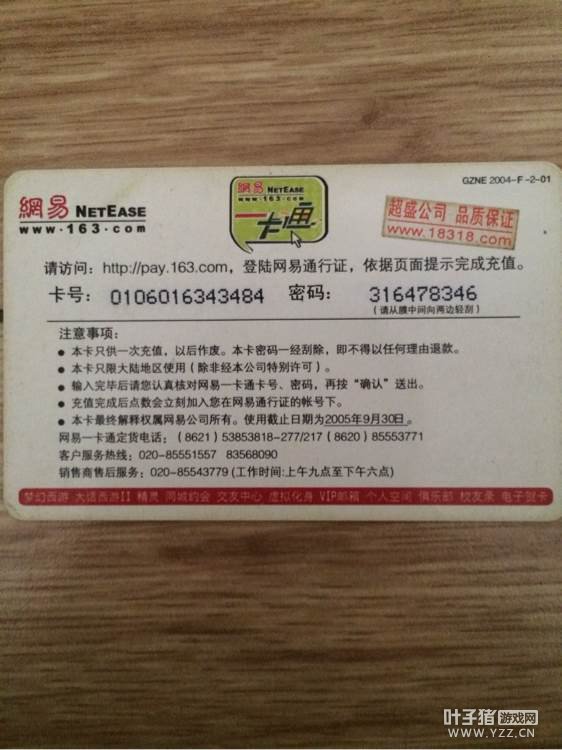 GZNE 2004-F-2-01
網易 NETEASE
www.163.com
網易 NETEASE
一卡通
超盛公司 品质保证
www.18318.com
请访问：http://pay.163.com，登陆网易通行证，依据页面提示完成充值。
卡号： 0106016343484 密码： 316478346
（请从膜中间向两边轻刮）
注意事项：
● 本卡只供一次充值，以后作废。本卡密码一经刮除，即不得以任何理由退款。
● 本卡只限大陆地区使用（除非经本公司特别许可）。
● 输入完毕后请您认真核对网易一卡通卡号、密码，再按“确认”送出。
● 充值完成后点数会立刻加入您在网易通行证的帐号下。
● 本卡最终解释权属网易公司所有。使用截止日期为2005年9月30日。
网易一卡通定货电话：（8621）53853818-277/217（8620）85553771
客户服务热线：020-85551557 83568090
销售商售后服务：020-85543779 (工作时间:上午九点至下午六点)
梦幻西游 大话西游II 精灵 同城约会 交友中心 虚拟化身 VIP邮箱 个人空间 俱乐部 校友录 电子贺卡
叶子猪游戏网
WWW.YZZ.CN